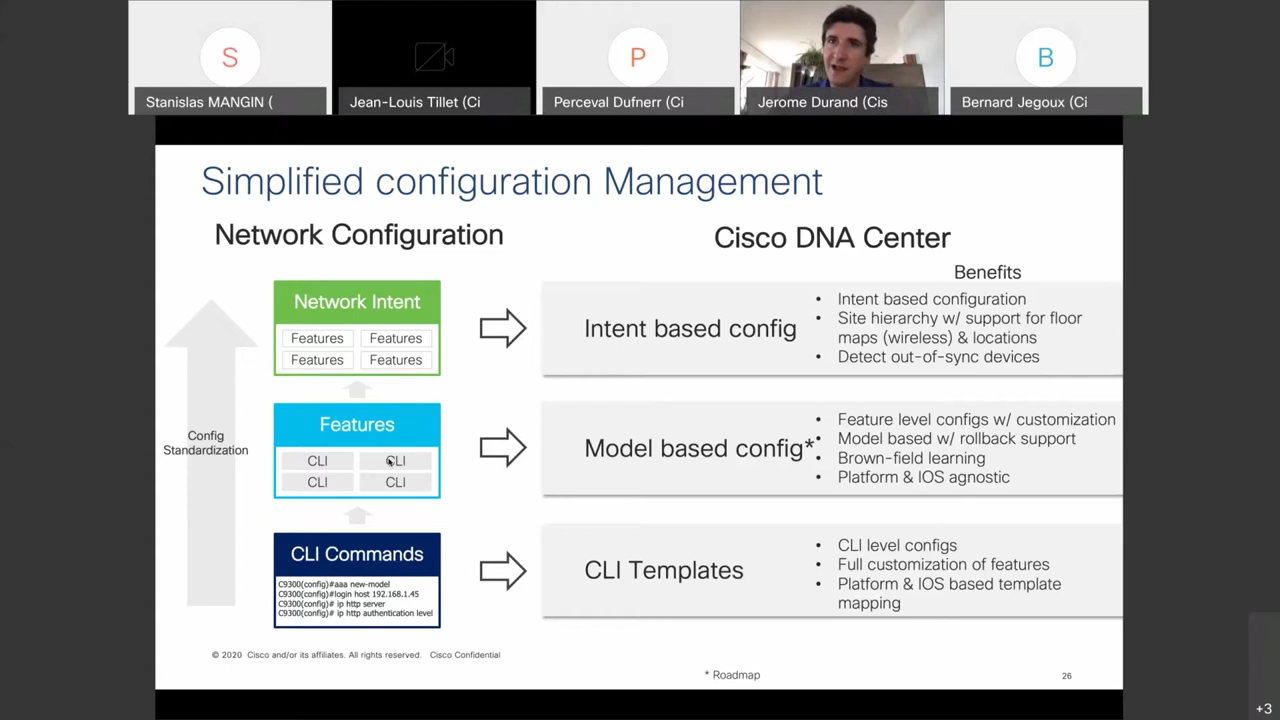 S
P
B
Stanislas MANGIN (
Jean-Louis Tillet (Ci
Perceval Dufnerr (Ci
Jerome Durand (Cis
Bernard Jegoux (Ci
Simplified configuration Management
Network Configuration
Cisco DNA Center
Benefits
Network Intent
Features Features
Features Features
Intent based config
• Intent based configuration
• Site hierarchy w/ support for floor
maps (wireless) & locations
• Detect out-of-sync devices
Config
Standardization
Features
CLI CLI
CLI CLI
Model based config*
• Feature level configs w/ customization
• Model based w/ rollback support
• Brown-field learning
• Platform & IOS agnostic
CLI Commands
C9300(config)#aaa new-model
C9300(config)#login host 192.168.1.45
C9300(config)# ip http server
C9300(config)# ip http authentication level
CLI Templates
• CLI level configs
• Full customization of features
• Platform & IOS based template
mapping
© 2020 Cisco and/or its affiliates. All rights reserved. Cisco Confidential
* Roadmap
26
+3